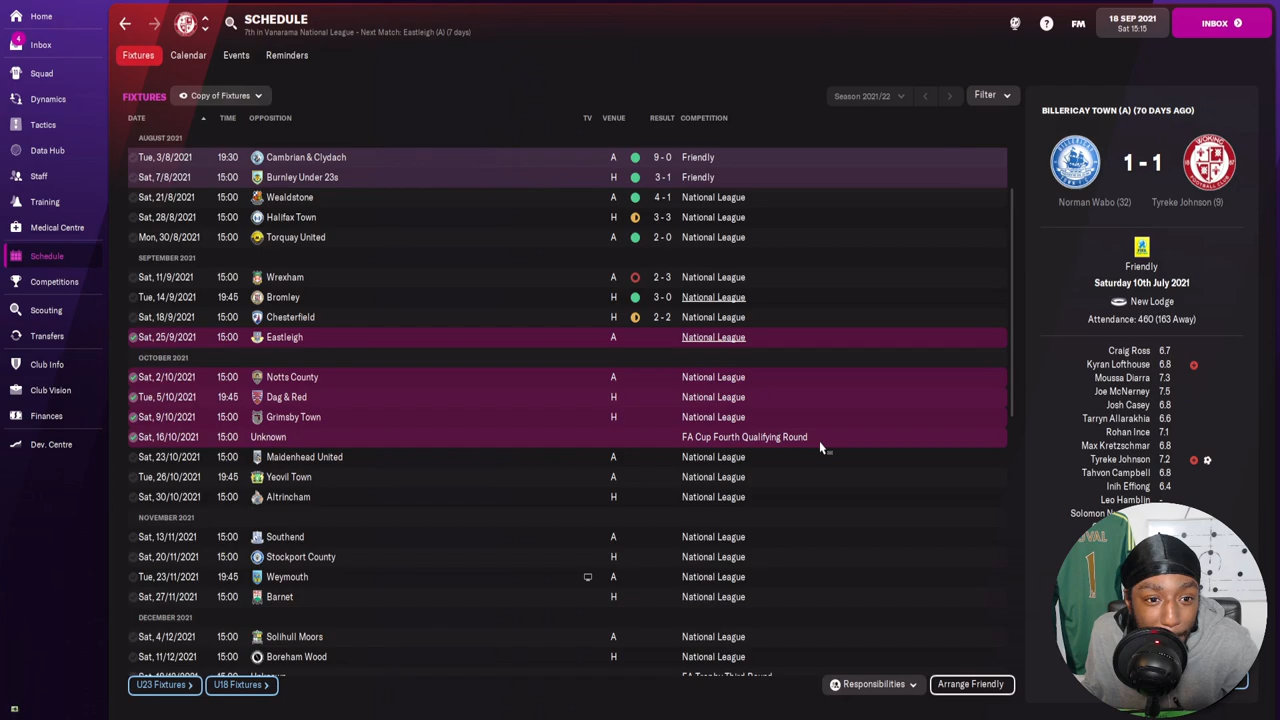 Home
SCHEDULE
7th in Vanarama National League - Next Match: Eastleigh (A) (7 days)
FM
18 SEP 2021
Sat 15:15
INBOX
4
Inbox
Squad
Dynamics
Tactics
Data Hub
Staff
Training
Medical Centre
Schedule
Competitions
Scouting
Transfers
Club Info
Club Vision
Finances
Dev. Centre
Fixtures
Calendar
Events
Reminders
FIXTURES
Copy of Fixtures
Season 2021/22
Filter
DATE TIME OPPOSITION TV VENUE RESULT COMPETITION
AUGUST 2021
Tue, 3/8/2021 19:30 Cambrian & Clydach A 9 - 0 Friendly
Sat, 7/8/2021 15:00 Burnley Under 23s H 3 - 1 Friendly
Sat, 21/8/2021 15:00 Wealdstone A 4 - 1 National League
Sat, 28/8/2021 15:00 Halifax Town H 3 - 3 National League
Mon, 30/8/2021 15:00 Torquay United A 2 - 0 National League
SEPTEMBER 2021
Sat, 11/9/2021 15:00 Wrexham A 2 - 3 National League
Tue, 14/9/2021 19:45 Bromley H 3 - 0 National League
Sat, 18/9/2021 15:00 Chesterfield H 2 - 2 National League
Sat, 25/9/2021 15:00 Eastleigh A National League
OCTOBER 2021
Sat, 2/10/2021 15:00 Notts County A National League
Tue, 5/10/2021 19:45 Dag & Red H National League
Sat, 9/10/2021 15:00 Grimsby Town H National League
Sat, 16/10/2021 15:00 Unknown FA Cup Fourth Qualifying Round
Sat, 23/10/2021 15:00 Maidenhead United A National League
Tue, 26/10/2021 19:45 Yeovil Town A National League
Sat, 30/10/2021 15:00 Altrincham H National League
NOVEMBER 2021
Sat, 13/11/2021 15:00 Southend A National League
Sat, 20/11/2021 15:00 Stockport County H National League
Tue, 23/11/2021 19:45 Weymouth A National League
Sat, 27/11/2021 15:00 Barnet H National League
DECEMBER 2021
Sat, 4/12/2021 15:00 Solihull Moors A National League
Sat, 11/12/2021 15:00 Boreham Wood H National League
U23 Fixtures
U18 Fixtures
Responsibilities
Arrange Friendly
BILLERICAY TOWN (A) (70 DAYS AGO)
1 - 1
Norman Wabo (32)
Tyreke Johnson (9)
Friendly
Saturday 10th July 2021
New Lodge
Attendance: 460 (163 Away)
Craig Ross 6.7
Kyran Lofthouse 6.8
Moussa Diarra 7.3
Joe McNerney 7.5
Josh Casey 6.8
Tarryn Allarakhia 6.6
Rohan Ince 7.1
Max Kretzschmar 6.8
Tyreke Johnson 7.2
Tahvon Campbell 6.8
Inih Effiong 6.4
Leo Hamblin -